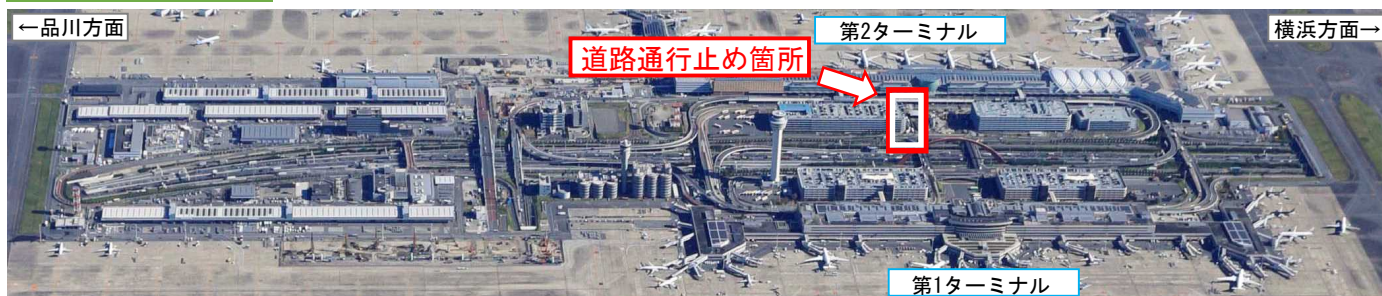 ←品川方面
第2ターミナル
横浜方面→
道路通行止め箇所
第1ターミナル